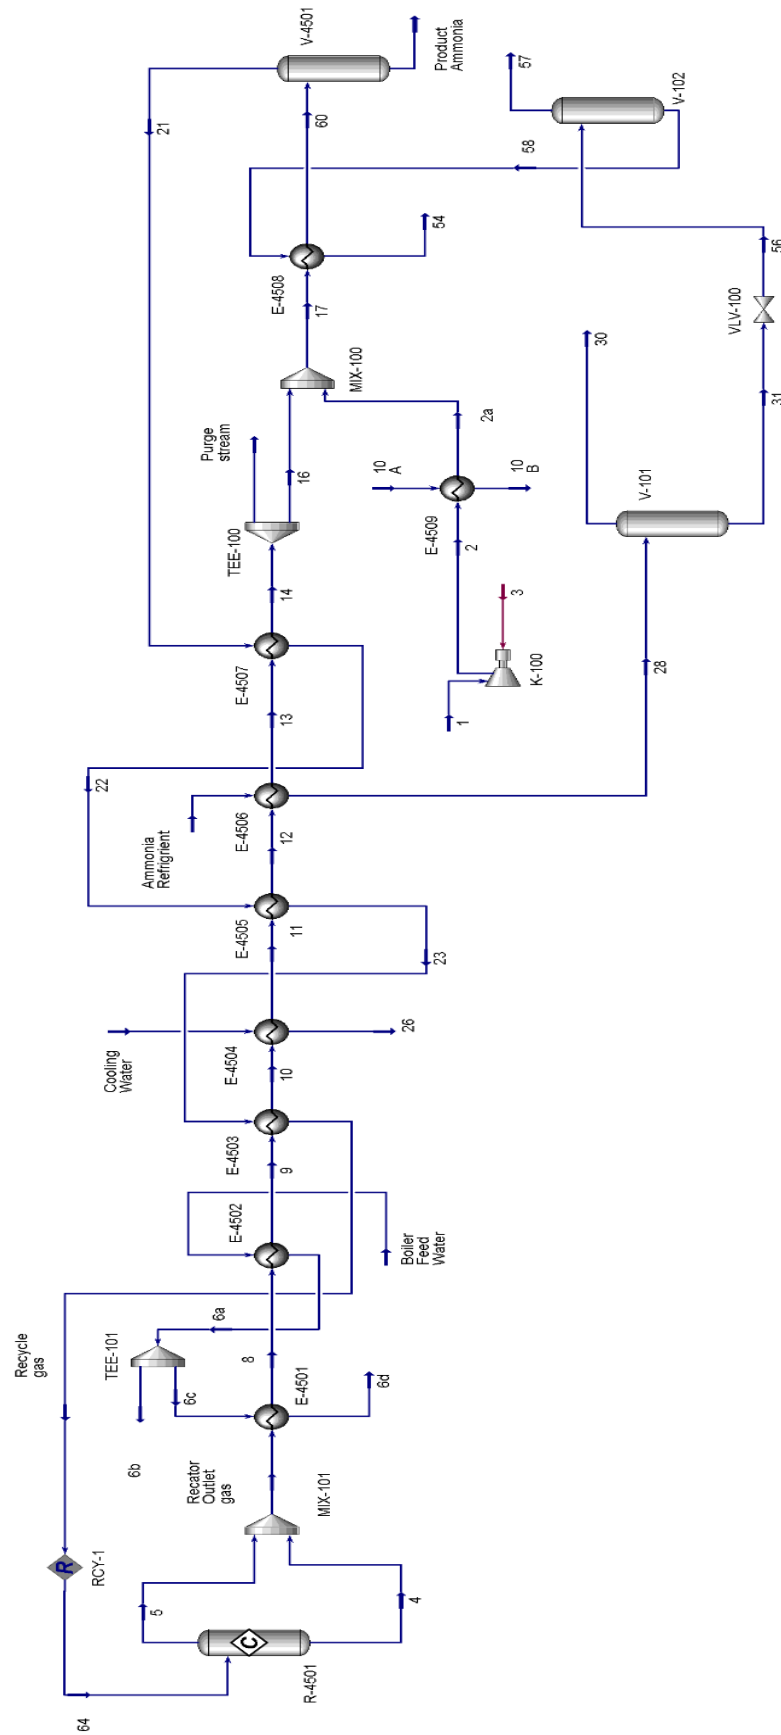 64
R
RCY-1
Recycle
gas
5
4
C
R-4501
MIX-101
Recator
Outlet
gas
6b
TEE-101
6c
6a
6d
E-4501
8
E-4502
Boiler
Feed
Water
9
E-4503
10
Cooling
Water
E-4504
26
11
E-4505
23
22
12
Ammonia
Refrigrient
E-4506
28
13
E-4507
21
14
TEE-100
Purge
stream
16
1
K-100
3
2
E-4509
10
A
10
B
2a
MIX-100
17
E-4508
54
60
V-4501
Product
Ammonia
V-101
30
31
VLV-100
56
58
V-102
57